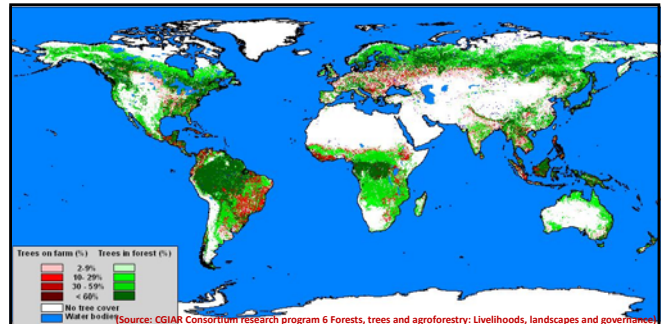 Trees on farm (%) Trees in forest (%)
2-9%
10- 29%
30 - 59%
< 60%
No tree cover
Water bodies
(Source: CGIAR Consortium research program 6 Forests, trees and agroforestry: Livelihoods, landscapes and governance)